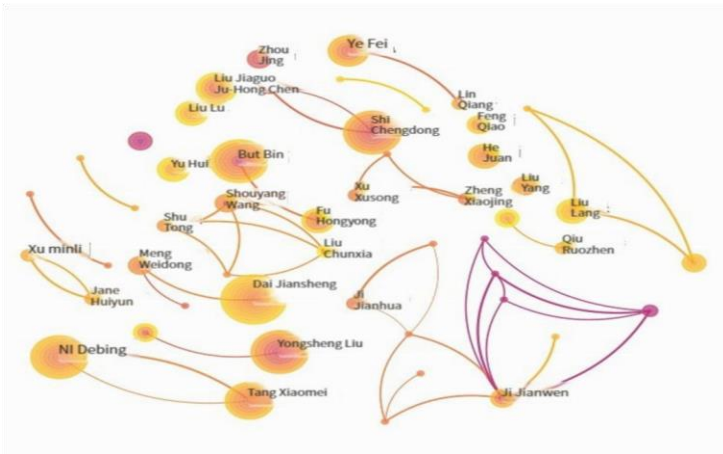 Zhou
Jing
Ye Fei
Liu Jiaguo
Ju-Hong Chen
Lin
Qiang
Liu Lu
Shi
Chengdong
Feng
Qiao
Yu Hui
But Bin
He
Juan
Shouyang
Wang
Xu
Xusong
Zheng
Xiaojing
Liu
Yang
Shu
Tong
Fu
Hongyong
Liu
Lang
Xu minli
Meng
Weidong
Liu
Chunxia
Qiu
Ruozhen
Jane
Huiyun
Dai Jiansheng
Ji
Jianhua
NI Debing
Yongsheng Liu
Tang Xiaomei
Ji Jianwen